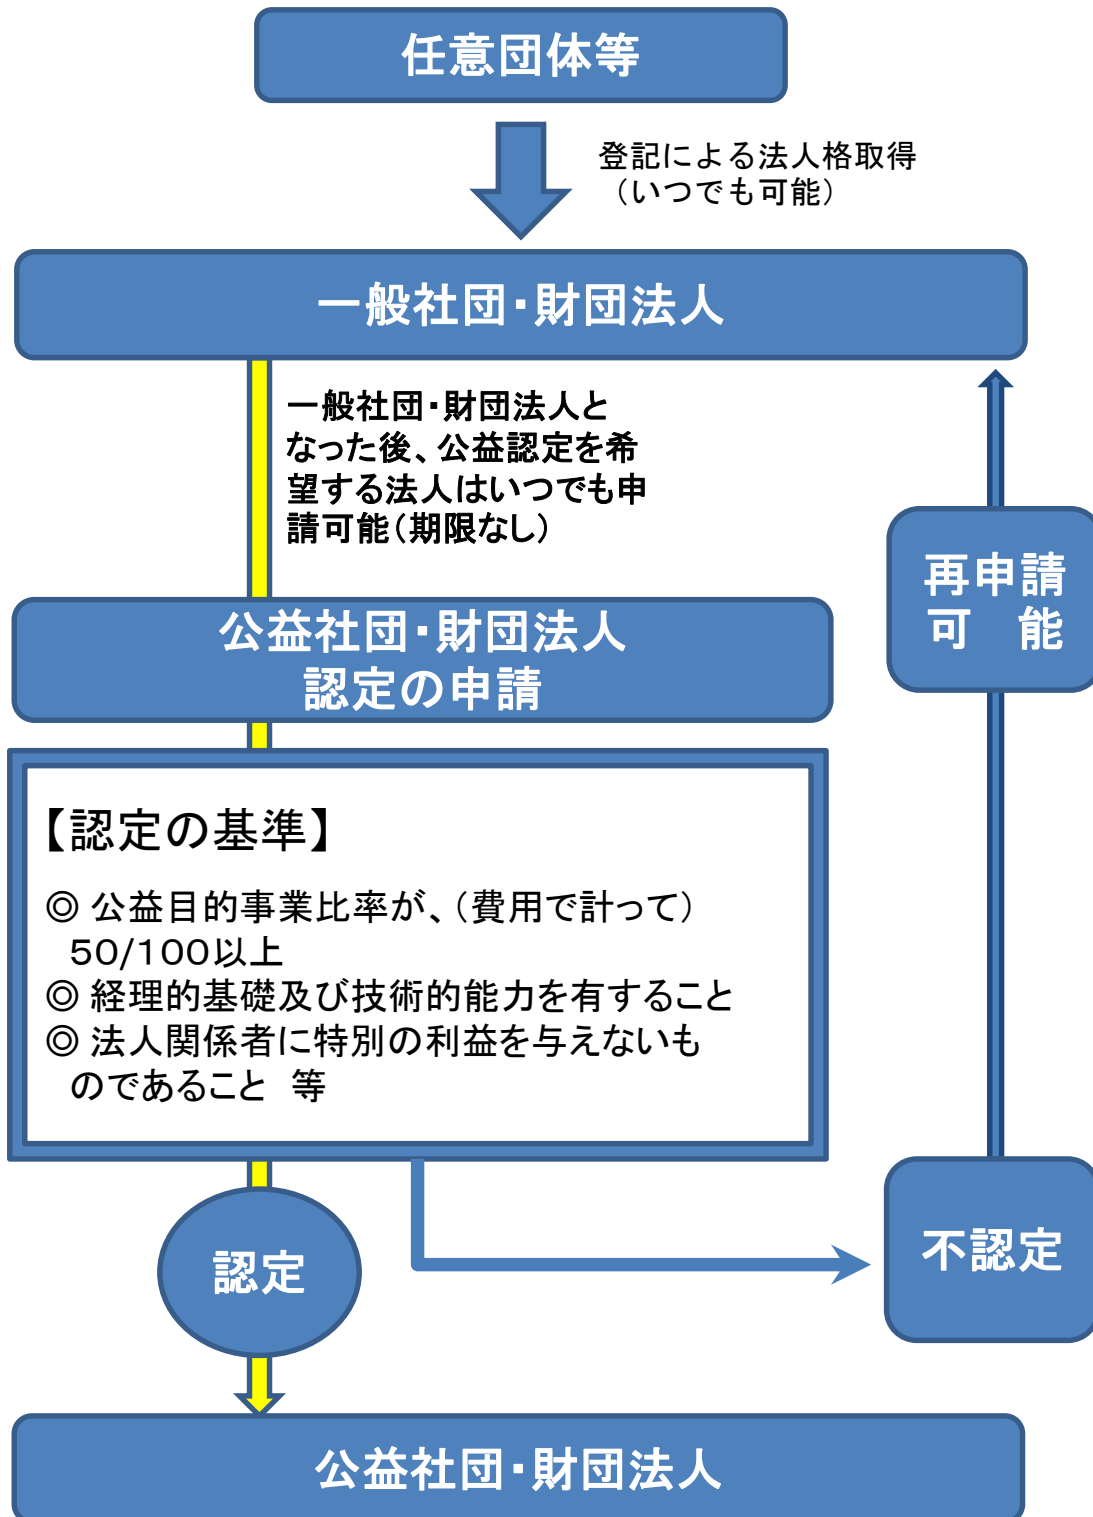 任意団体等
登記による法人格取得
（いつでも可能）
一般社団・財団法人
一般社団・財団法人と
なった後、公益認定を希
望する法人はいつでも申
請可能（期限なし）
再申請
可　能
公益社団・財団法人
認定の申請
【認定の基準】
◎ 公益目的事業比率が、（費用で計って）
50/100以上
◎ 経理的基礎及び技術的能力を有すること
◎ 法人関係者に特別の利益を与えないも
のであること　等
認定
不認定
公益社団・財団法人